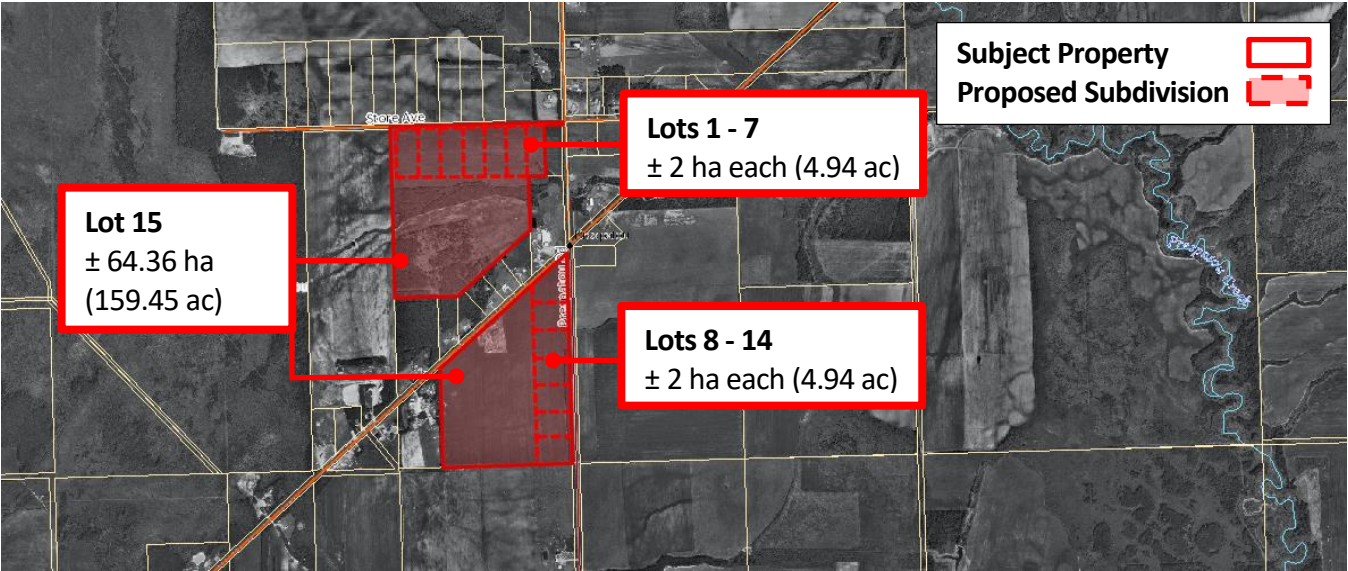 Subject Property
Proposed Subdivision
Store Ave
Lots 1 - 7
± 2 ha each (4.94 ac)
Lot 15
± 64.36 ha
(159.45 ac)
Lots 8 - 14
± 2 ha each (4.94 ac)